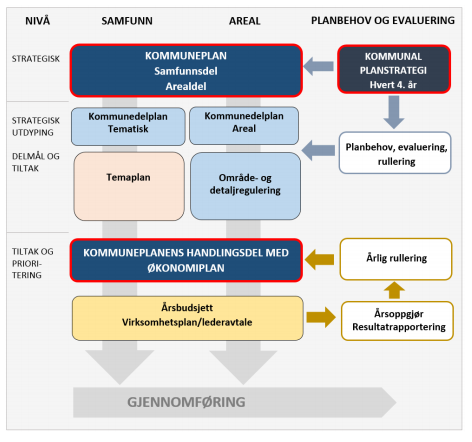 NIVÅ
SAMFUNN
AREAL
PLANBEHOV OG EVALUERING
STRATEGISK
KOMMUNEPLAN
Samfunnsdel
Arealdel
KOMMUNAL
PLANSTRATEGI
Hvert 4. år
STRATEGISK
UTDYPING
Kommunedelplan
Tematisk
Kommunedelplan
Areal
Planbehov, evaluering,
rullering
DELMÅL OG
TILTAK
Temaplan
Område- og
detaljregulering
TILTAK OG
PRIORI-
TERING
KOMMUNEPLANENS HANDLINGSDEL MED
ØKONOMIPLAN
Årlig rullering
Årsbudsjett
Virksomhetsplan/lederavtale
Årsoppgjør
Resultatrapportering
GJENNOMFØRING